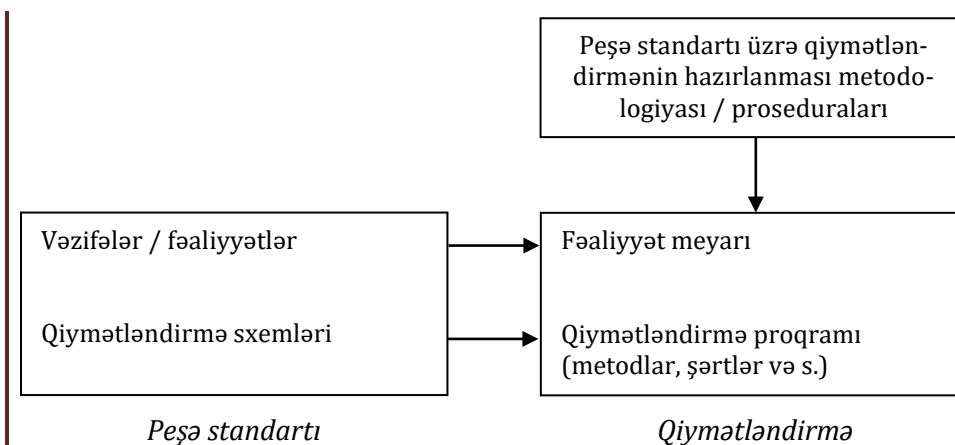 Peşə standartı üzrə qiymətlən-
dirmənin hazırlanması metodo-
logiyası / proseduraları
Vəzifələr / fəaliyyətlər
Fəaliyyət meyarı
Qiymətləndirmə sxemləri
Qiymətləndirmə proqramı
(metodlar, şərtlər və s.)
Peşə standartı
Qiymətləndirmə